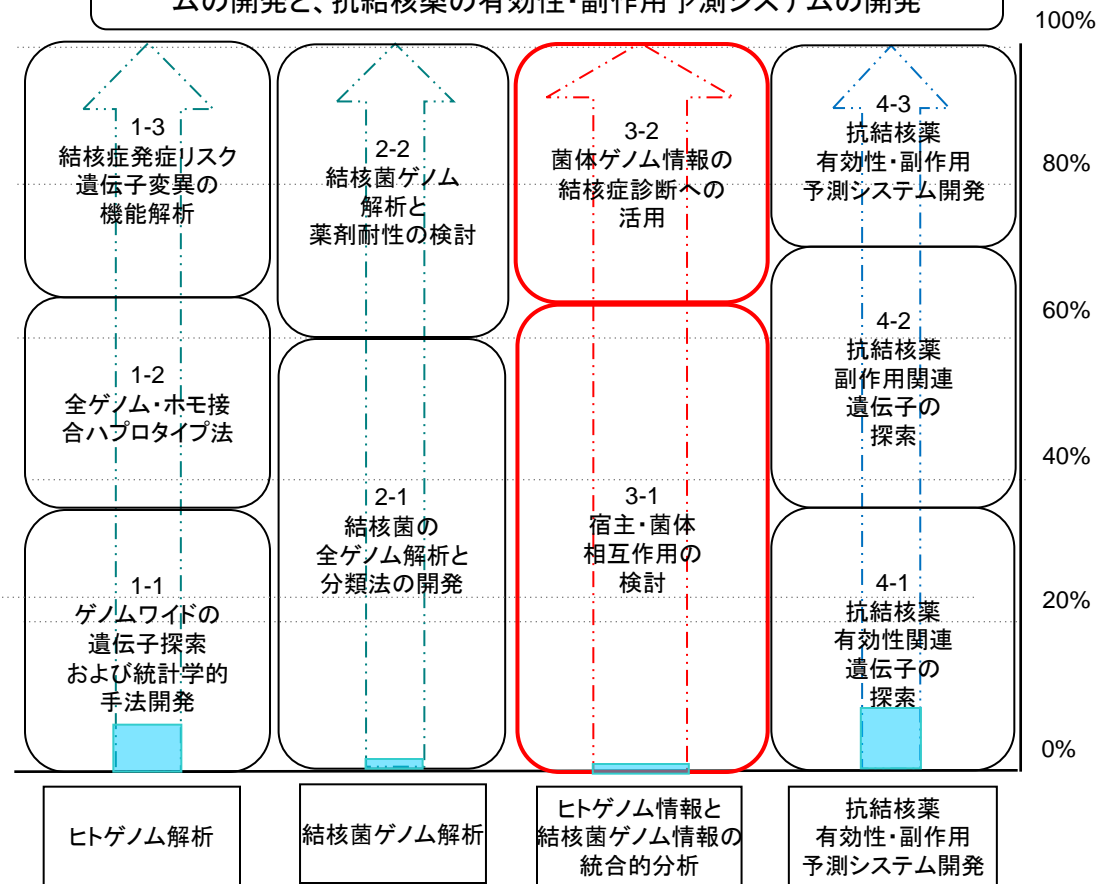 ムの開発と、抗結核薬の有効性・副作用予測システムの開発
100%
80%
60%
40%
20%
0%
1-3
結核症発症リスク
遺伝子変異の
機能解析
1-2
全ゲノム・ホモ接
合ハプロタイプ法
1-1
ゲノムワイドの
遺伝子探索
および統計学的
手法開発
2-2
結核菌ゲノム
解析と
薬剤耐性の検討
2-1
結核菌の
全ゲノム解析と
分類法の開発
3-2
菌体ゲノム情報の
結核症診断への
活用
3-1
宿主・菌体
相互作用の
検討
4-3
抗結核薬
有効性・副作用
予測システム開発
4-2
抗結核薬
副作用関連
遺伝子の
探索
4-1
抗結核薬
有効性関連
遺伝子の
探索
ヒトゲノム解析
結核菌ゲノム解析
ヒトゲノム情報と
結核菌ゲノム情報の
統合的分析
抗結核薬
有効性・副作用
予測システム開発